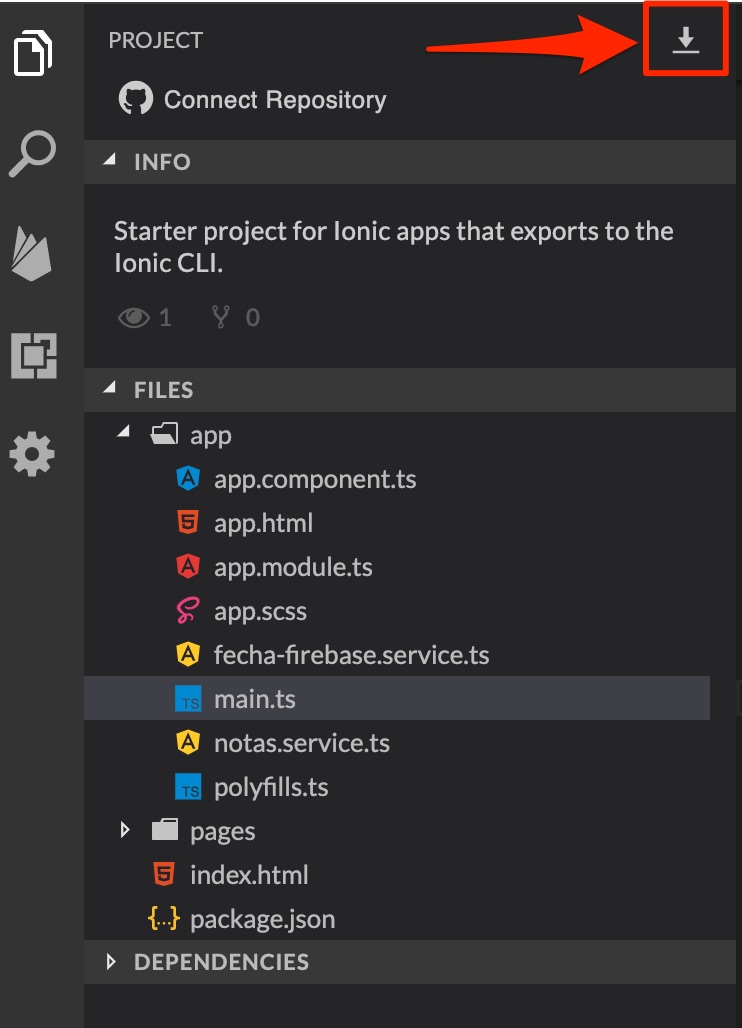 PROJECT
Connect Repository
INFO
Starter project for Ionic apps that exports to the
Ionic CLI.
1 0
FILES
app
app.component.ts
app.html
app.module.ts
app.scss
fecha-firebase.service.ts
TS main.ts
notas.service.ts
TS polyfills.ts
pages
index.html
{..} package.json
DEPENDENCIES